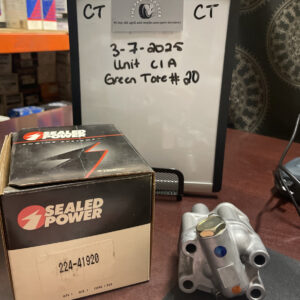 CT
CT
3-7-2025
Unit C1A
Green Tote # 20
SEALED
POWER
SEALED
POWER
224-41920